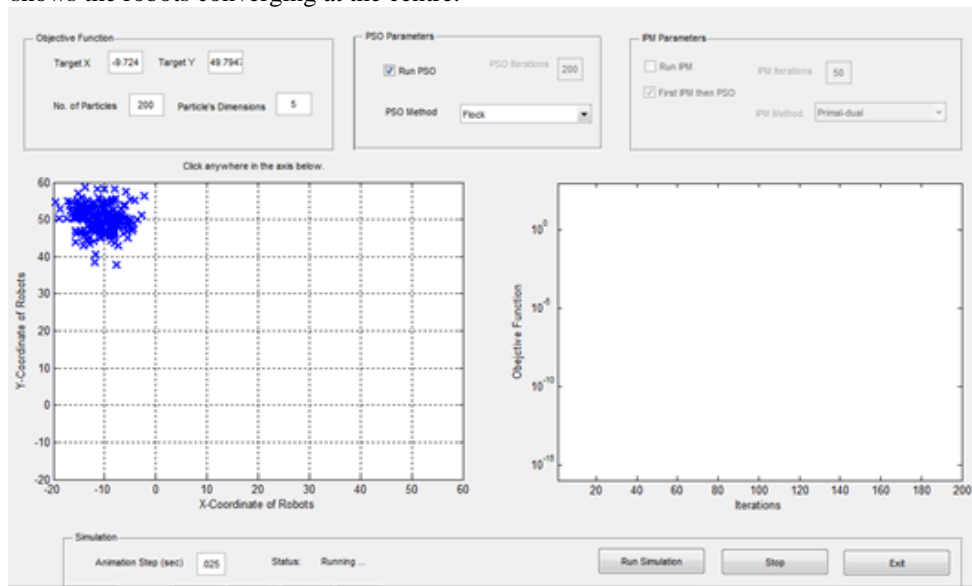 shows the robots converging at the centre.
Objective Function
Target X -9.724 Target Y 49.794
No. of Particles 200 Particle's Dimensions 5
PSO Parameters
Run PSO PSO Iterations 200
PSO Method Flock
IPM Parameters
Run IPM IPM Iterations 50
First IPM then PSO
IPM Method Primal-dual
Click anywhere in the axis below.
60
50
40
30
20
10
0
-10
-20
Y-Coordinate of Robots
-20 -10 0 10 20 30 40 50 60
X-Coordinate of Robots
10^0
10^-5
10^-10
10^-15
Obejctive Function
20 40 60 80 100 120 140 160 180 200
Iterations
Simulation
Animation Step (sec) .025 Status: Running ... Run Simulation Stop Exit